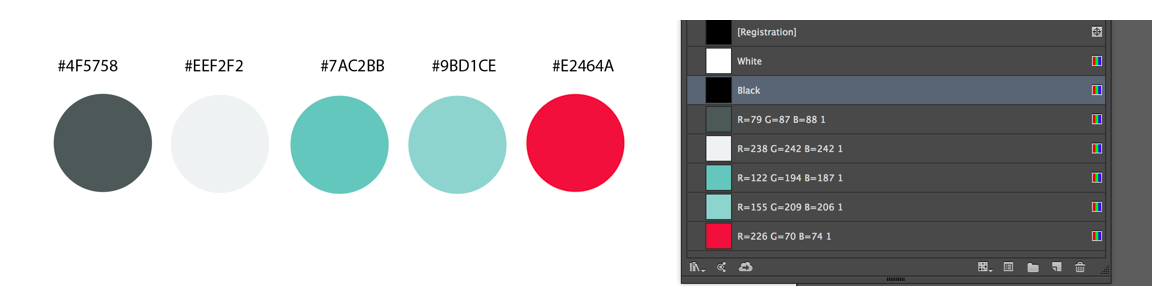 #4F5758
#EEF2F2
#7AC2BB
#9BD1CE
#E2464A
[Registration]
White
Black
R=79 G=87 B=88 1
R=238 G=242 B=242 1
R=122 G=194 B=187 1
R=155 G=209 B=206 1
R=226 G=70 B=74 1